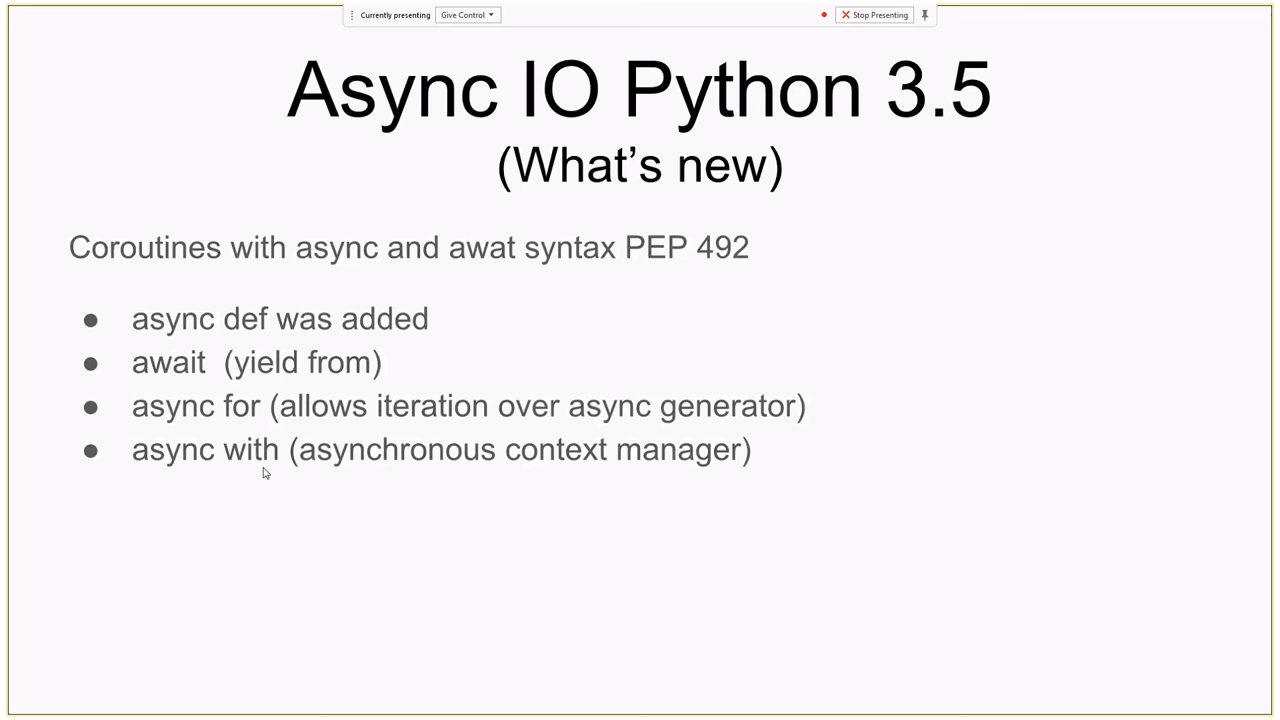 Currently presenting Give Control Stop Presenting
Async IO Python 3.5
(What's new)
Coroutines with async and awat syntax PEP 492
● async def was added
● await (yield from)
● async for (allows iteration over async generator)
● async with (asynchronous context manager)